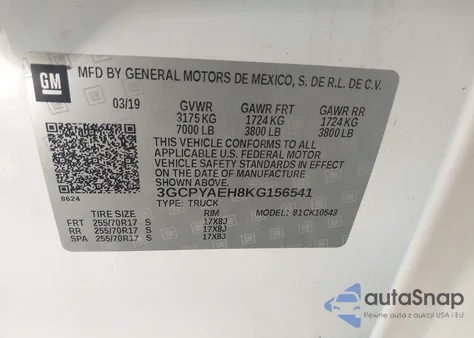 GM
MFD BY GENERAL MOTORS DE MEXICO, S. DE R.L. DE C.V.
03/19 GVWR GAWR FRT GAWR RR
3175 KG 1724 KG 1724 KG
7000 LB 3800 LB 3800 LB
THIS VEHICLE CONFORMS TO ALL
APPLICABLE U.S. FEDERAL MOTOR
VEHICLE SAFETY STANDARDS IN
EFFECT ON THE DATE OF
MANUFACTURE SHOWN ABOVE.
8624
3GCPYAEH8KG156541
TYPE: TRUCK
TIRE SIZE RIM MODEL: 81CK10543
FRT 255/70R17 S 17X8J
RR 255/70R17 S 17X8J
SPA 255/70R17 S 17X8J
autoSnap
Pewne auto z aukcji USA i EU